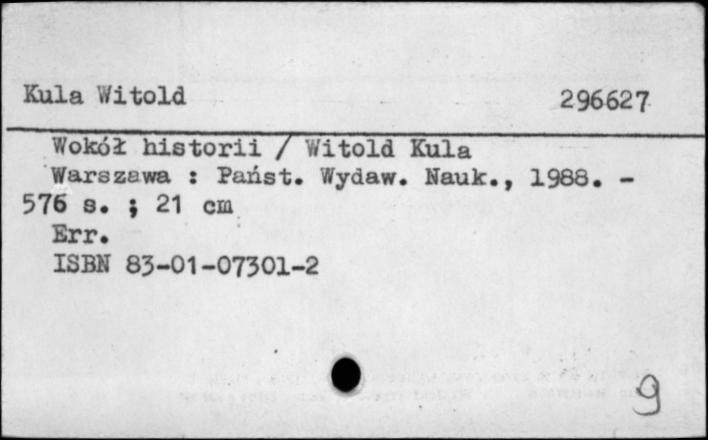 Kula Witold 296627
Wokół historii / Witold Kula
Warszawa : Państ. Wydaw. Nauk., 1988. -
576 s. ; 21 cm
Err.
ISBN 83-01-07301-2
9